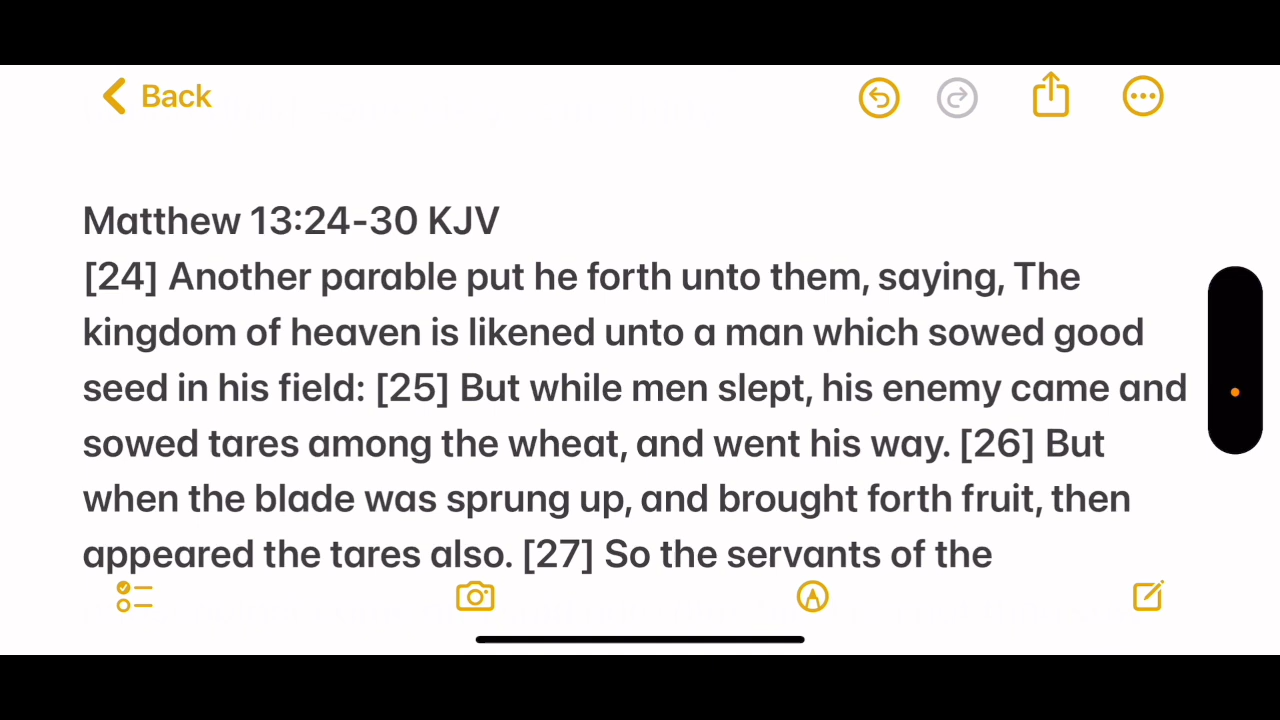 Back
Matthew 13:24-30 KJV
[24] Another parable put he forth unto them, saying, The
kingdom of heaven is likened unto a man which sowed good
seed in his field: [25] But while men slept, his enemy came and
sowed tares among the wheat, and went his way. [26] But
when the blade was sprung up, and brought forth fruit, then
appeared the tares also. [27] So the servants of the